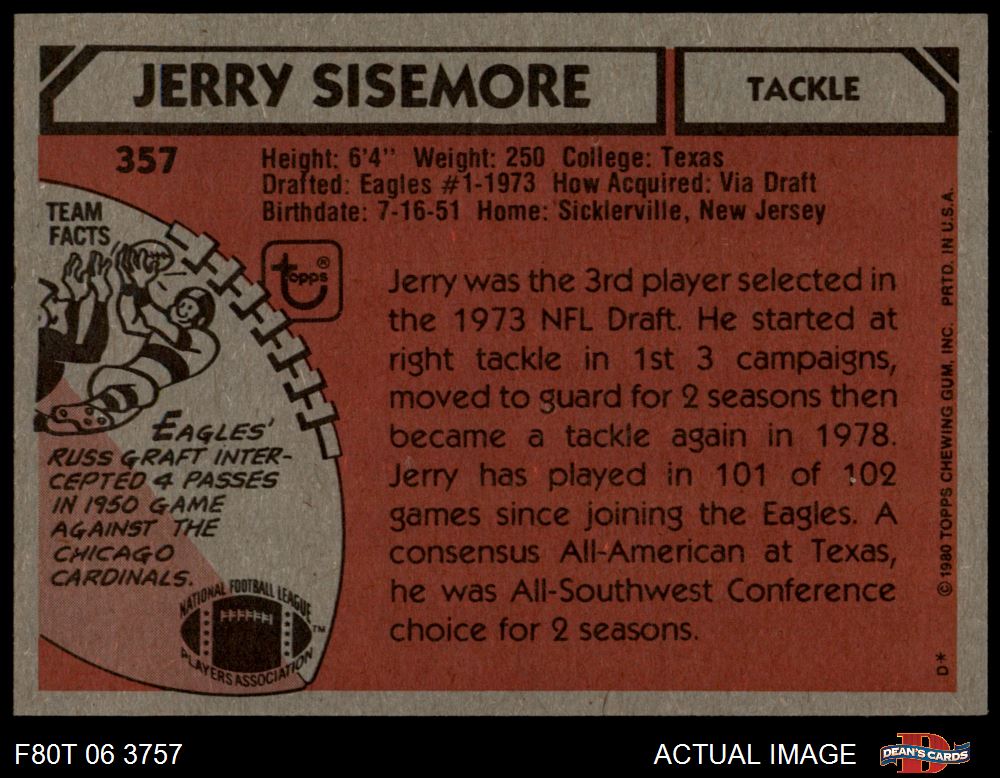 JERRY SISEMORE
TACKLE
357
Height: 6'4" Weight: 250 College: Texas
Drafted: Eagles #1-1973 How Acquired: Via Draft
Birthdate: 7-16-51 Home: Sicklerville, New Jersey
TEAM
FACTS
topps®
Jerry was the 3rd player selected in
the 1973 NFL Draft. He started at
right tackle in 1st 3 campaigns,
moved to guard for 2 seasons then
became a tackle again in 1978.
Jerry has played in 101 of 102
games since joining the Eagles. A
consensus All-American at Texas,
he was All-Southwest Conference
choice for 2 seasons.
EAGLES'
RUSS GRAFT INTER-
CEPTED 4 PASSES
IN 1950 GAME
AGAINST THE
CHICAGO
CARDINALS.
NATIONAL FOOTBALL LEAGUE
PLAYERS ASSOCIATION
TM
D* © 1980 TOPPS CHEWING GUM, INC. PRTD. IN U.S.A.
F80T 06 3757
ACTUAL IMAGE
DEAN'S CARDS